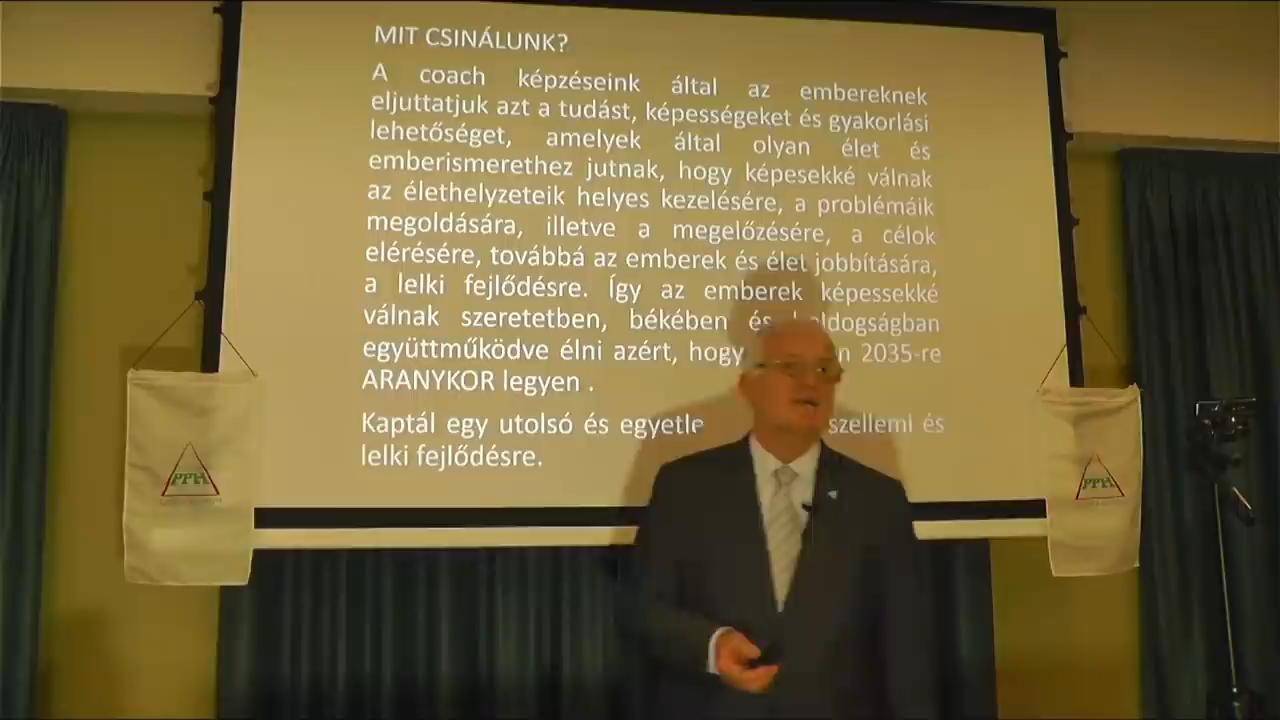 MIT CSINÁLUNK?
A coach képzéseink által az embereknek
eljuttatjuk azt a tudást, képességeket és gyakorlási
lehetőséget, amelyek által olyan élet és
emberismerethez jutnak, hogy képesekké válnak
az élethelyzeteik helyes kezelésére, a problémáik
megoldására, illetve a megelőzésére, a célok
elérésére, továbbá az emberek és élet jobbítására,
a lelki fejlődésre. Így az emberek képessekké
válnak szeretetben, békében és boldogságban
együttműködve élni azért, hogy 2035-re
ARANYKOR legyen .
Kaptál egy utolsó és szellemi és
lelki fejlődésre.
PPH
PPH